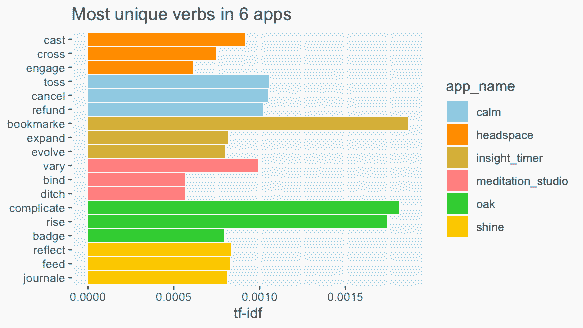 Most unique verbs in 6 apps
cast
cross
engage
toss
cancel
refund
bookmarke
expand
evolve
vary
bind
ditch
complicate
rise
badge
reflect
feed
journale
0.0000 0.0005 0.0010 0.0015
tf-idf
app_name
calm
headspace
insight_timer
meditation_studio
oak
shine